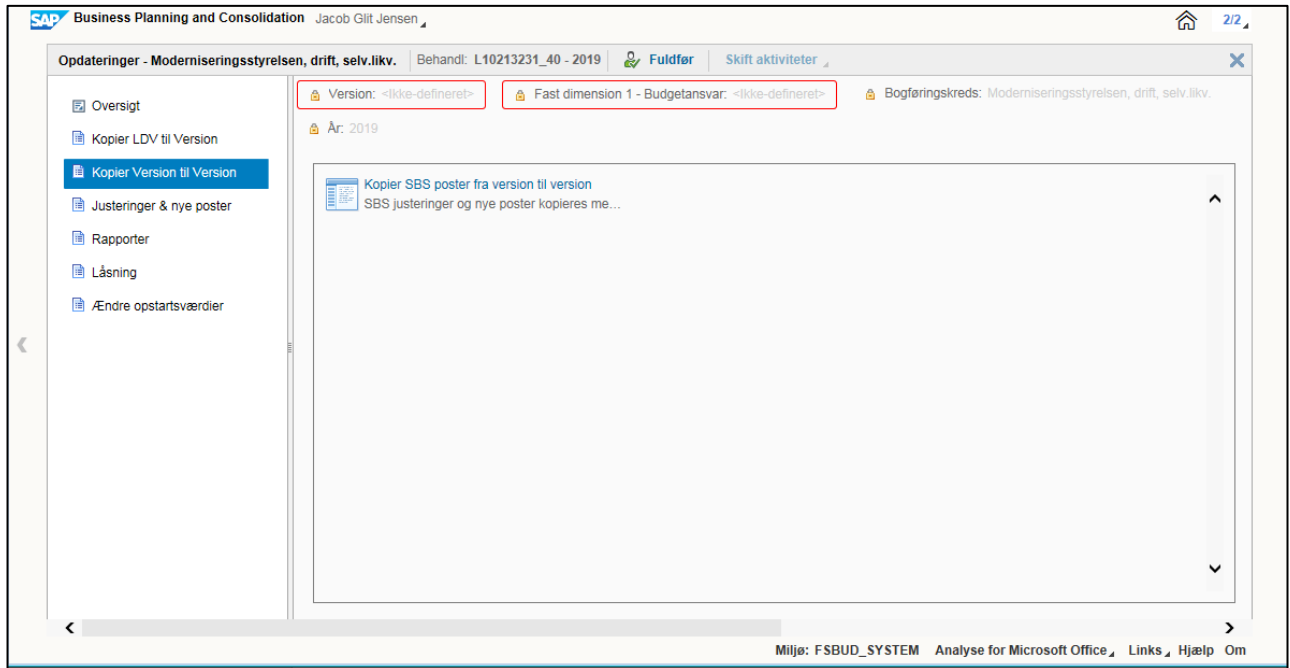 SAP Business Planning and Consolidation Jacob Glit Jensen 2/2
Opdateringer - Moderniseringsstyrelsen, drift, selv.likv. Behandl: L10213231_40 - 2019 Fuldfør Skift aktiviteter
Version: <Ikke-defineret> Fast dimension 1 - Budgetansvar: <Ikke-defineret> Bogføringskreds: Moderniseringsstyrelsen, drift, selv.likv.
År: 2019
Oversigt
Kopier LDV til Version
Kopier Version til Version
Justeringer & nye poster
Rapporter
Låsning
Ændre opstartsværdier
Kopier SBS poster fra version til version
SBS justeringer og nye poster kopieres me...
Miljø: FSBUD_SYSTEM Analyse for Microsoft Office Links Hjælp Om